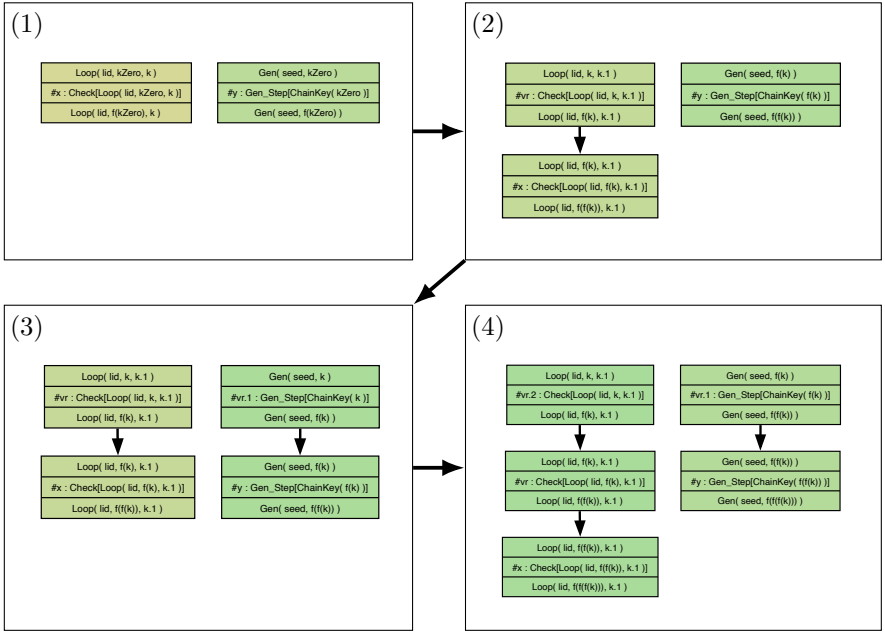 (1)
Loop( lid, kZero, k )
#x : Check[Loop( lid, kZero, k )]
Loop( lid, f(kZero), k )
Gen( seed, kZero )
#y : Gen_Step[ChainKey( kZero )]
Gen( seed, f(kZero) )
(2)
Loop( lid, k, k.1 )
#vr : Check[Loop( lid, k, k.1 )]
Loop( lid, f(k), k.1 )
Loop( lid, f(k), k.1 )
#x : Check[Loop( lid, f(k), k.1 )]
Loop( lid, f(f(k)), k.1 )
Gen( seed, f(k) )
#y : Gen_Step[ChainKey( f(k) )]
Gen( seed, f(f(k)) )
(3)
Loop( lid, k, k.1 )
#vr : Check[Loop( lid, k, k.1 )]
Loop( lid, f(k), k.1 )
Loop( lid, f(k), k.1 )
#x : Check[Loop( lid, f(k), k.1 )]
Loop( lid, f(f(k)), k.1 )
Gen( seed, k )
#vr.1 : Gen_Step[ChainKey( k )]
Gen( seed, f(k) )
Gen( seed, f(k) )
#y : Gen_Step[ChainKey( f(k) )]
Gen( seed, f(f(k)) )
(4)
Loop( lid, k, k.1 )
#vr.2 : Check[Loop( lid, k, k.1 )]
Loop( lid, f(k), k.1 )
Loop( lid, f(k), k.1 )
#vr : Check[Loop( lid, f(k), k.1 )]
Loop( lid, f(f(k)), k.1 )
Loop( lid, f(f(k)), k.1 )
#x : Check[Loop( lid, f(f(k)), k.1 )]
Loop( lid, f(f(f(k))), k.1 )
Gen( seed, f(k) )
#vr.1 : Gen_Step[ChainKey( f(k) )]
Gen( seed, f(f(k)) )
Gen( seed, f(f(k)) )
#y : Gen_Step[ChainKey( f(f(k)) )]
Gen( seed, f(f(f(k))) )